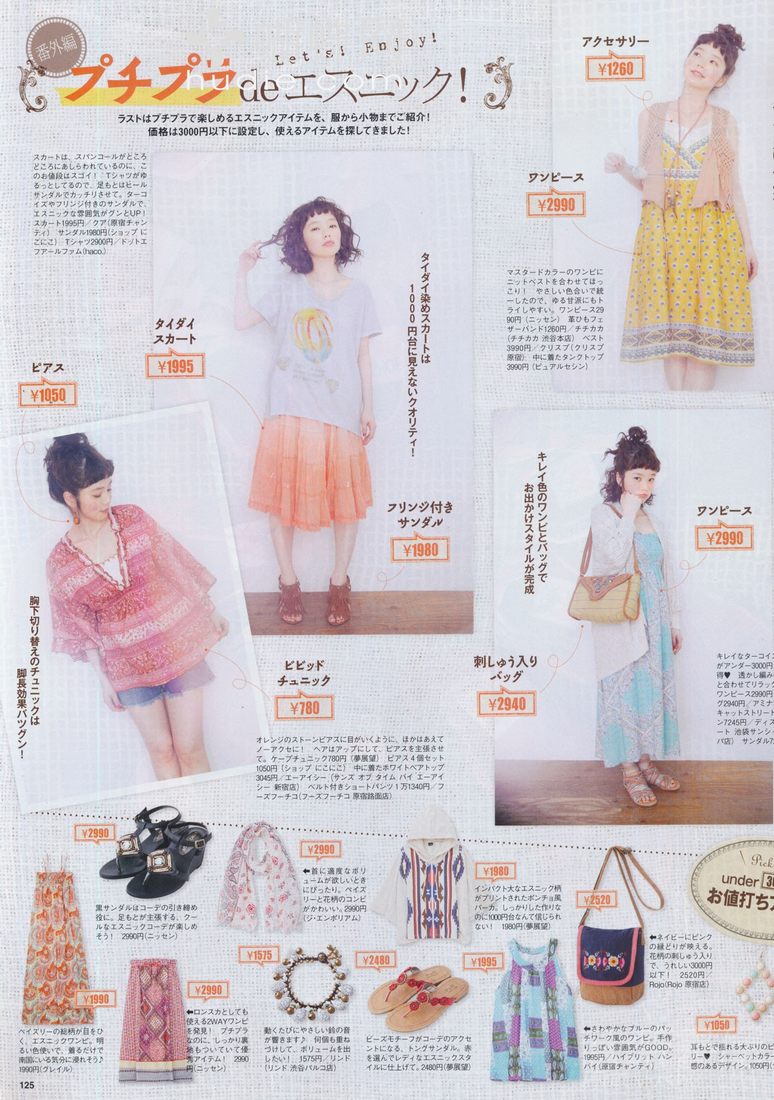 番外編
Let's! Enjoy!
プチプラdeエスニック!
ラストはプチプラで楽しめるエスニックアイテムを、服から小物までご紹介!
価格は3000円以下に設定し、使えるアイテムを探してきました!
スカートは、スパンコールがところ
どころにあしらわれているのに、こ
のお値段はスゴイ! Tシャツがゆ
るっとしてるので、足もとはヒール
サンダルでカッチリさせて。ターコ
イズやフリンジ付きのサンダルで、
エスニックな雰囲気がグンとUP!
スカート1995円/クア(原宿チャン
ティ) サンダル1980円(ショップ に
こにこ) Tシャツ2900円/ドットエ
フアールファム(haco.)
アクセサリー
¥1260
ワンピース
¥2990
マスタードカラーのワンピに
ニットベストを合わせてほっ
こり! やさしい色合いで統
一したので、ゆる甘派にもト
ライしやすい。ワンピース29
90円(ニッセン) 革ひもフェ
ザーバンド1260円/チチカカ
(チチカカ 渋谷本店) ベスト
3990円/クリスプ(クリスプ
原宿) 中に着たタンクトップ
3990円(ピュアルセシン)
タイダイ
スカート
¥1995
タイダイ染めスカートは
1000円台に見えないクオリティ!
フリンジ付き
サンダル
¥1980
ピアス
¥1050
胸下切り替えのチュニックは
脚長効果バツグン!
ビビッド
チュニック
¥780
オレンジのストーンピアスに目がいくように、ほかはあえて
ノーアクセに! ヘアはアップにして、ピアスを主張させ
て。ケープチュニック780円(夢展望) ピアス4個セット
1050円(ショップ にこにこ) 中に着たホワイトベアトップ
3045円/エーアイシー(サンズ オブ タイム バイ エーアイ
シー 新宿店) ベルト付きショートパンツ1万1340円/フ
ーズフーチコ(フーズフーチコ 原宿路面店)
キレイ色のワンピとバッグで
お出かけスタイルが完成
ワンピース
¥2990
刺しゅう入り
バッグ
¥2940
キレイなターコイ
がアンダー3000円
得♥ 透かし編み
と合わせてリラッ
ワンピース2990円
グ2940円/アミナ
キャットストリート
ン7245円/ディス
ート 池袋サンシ
パ店) サンダル7
¥1990
ペイズリーの総柄が目をひ
く、エスニックワンピ。明
るい色使いで、着るだけで
南国にいる気分に浸れそう♪
1990円(グレイル)
¥2990
黒サンダルはコーデの引き締め
役に。足もとが主張する、クー
ルなエスニックコーデが楽しめ
そう! 2990円(ニッセン)
¥2990
←ロンスカとしても
使える2WAYワンピ
を発見! プチプラ
なのに、しっかり裏
地もついていて優
秀アイテム! 2990
円(ニッセン)
¥2990
←首に適度なボリ
ュームが欲しいとき
にぴったり。ペイズ
リーと花柄のコンビ
がかわいい。2990円
(ジ・エンポリアム)
¥1575
動くたびにやさしい鈴の音
が響きます♪ 何個も重ね
づけして、ボリュームを出
したい! 1575円/リンド
(リンド 渋谷パルコ店)
¥2480
ビーズモチーフがコーデのアクセ
ントになる、トングサンダル。赤
を選んでレディなエスニックスタ
イルに仕上げて。2480円(夢展望)
¥1980
インパクト大なエスニック柄
がプリントされたポンチョ風
パーカ。しっかりした作りな
のに1000円台なんて信じられ
ない! 1980円(夢展望)
¥1995
←さわやかなブルーのパッ
チワーク風のワンピ。手作
りっぽい雰囲気がGOOD。
1995円/ハイブリット ハン
バイ(原宿チャンティ)
¥2520
←ネイビーにピンク
の縁どりが映える。
花柄の刺しゅう入り
で、うれしい3000円
以下! 2520円/
Rojo(Rojo 原宿店)
Pick
under 30
お値打ち
¥1050
耳もとで揺れる大ぶりのピ
リー♥ シャーベットカラー
感のあるデザイン。1050円
125